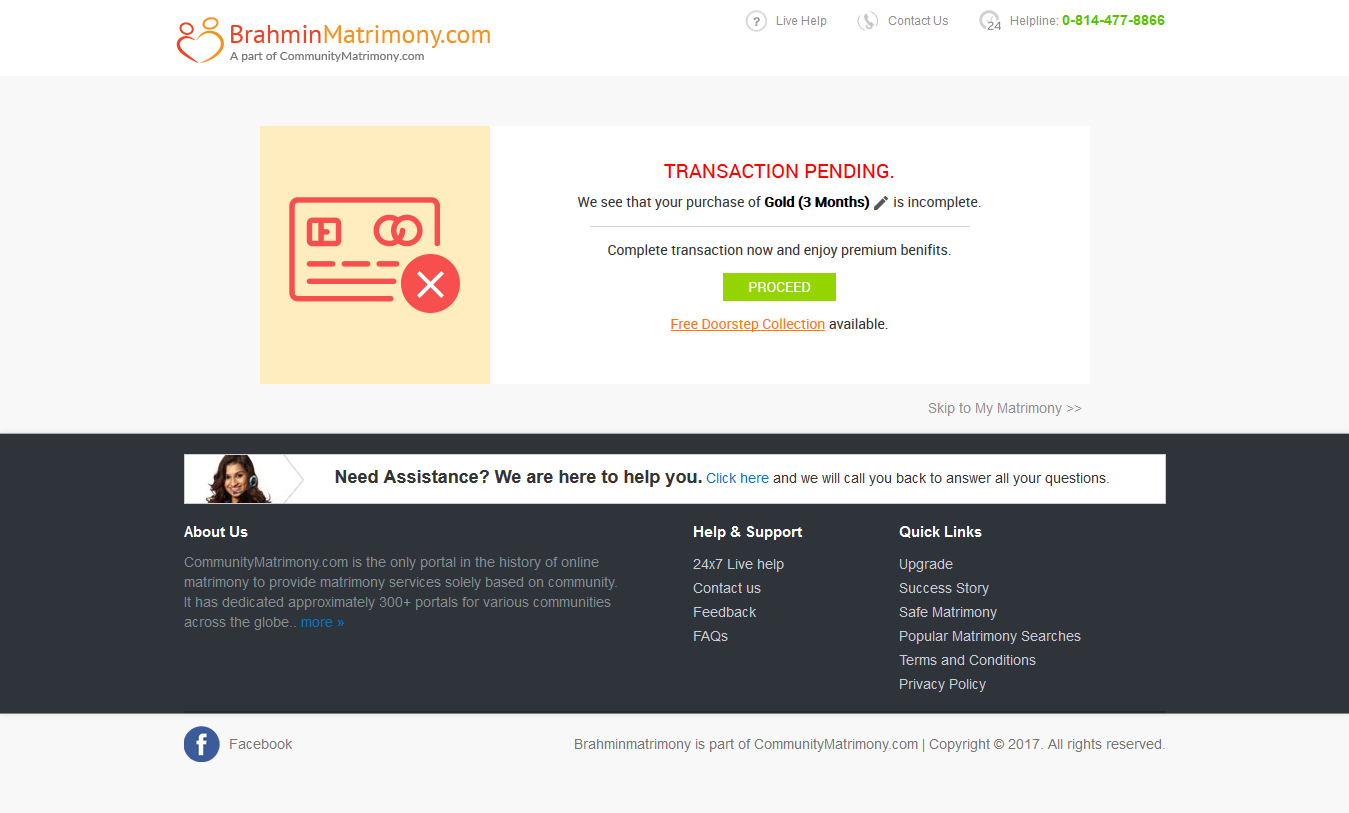 BrahminMatrimony.com
A part of CommunityMatrimony.com
Live Help
Contact Us
24
Helpline: 0-814-477-8866
TRANSACTION PENDING.
We see that your purchase of Gold (3 Months) is incomplete.
Complete transaction now and enjoy premium benifits.
PROCEED
Free Doorstep Collection available.
Skip to My Matrimony >>
Need Assistance? We are here to help you. Click here and we will call you back to answer all your questions.
About Us
CommunityMatrimony.com is the only portal in the history of online
matrimony to provide matrimony services solely based on community.
It has dedicated approximately 300+ portals for various communities
across the globe.. more »
Help & Support
24x7 Live help
Contact us
Feedback
FAQs
Quick Links
Upgrade
Success Story
Safe Matrimony
Popular Matrimony Searches
Terms and Conditions
Privacy Policy
Facebook
Brahminmatrimony is part of CommunityMatrimony.com | Copyright © 2017. All rights reserved.